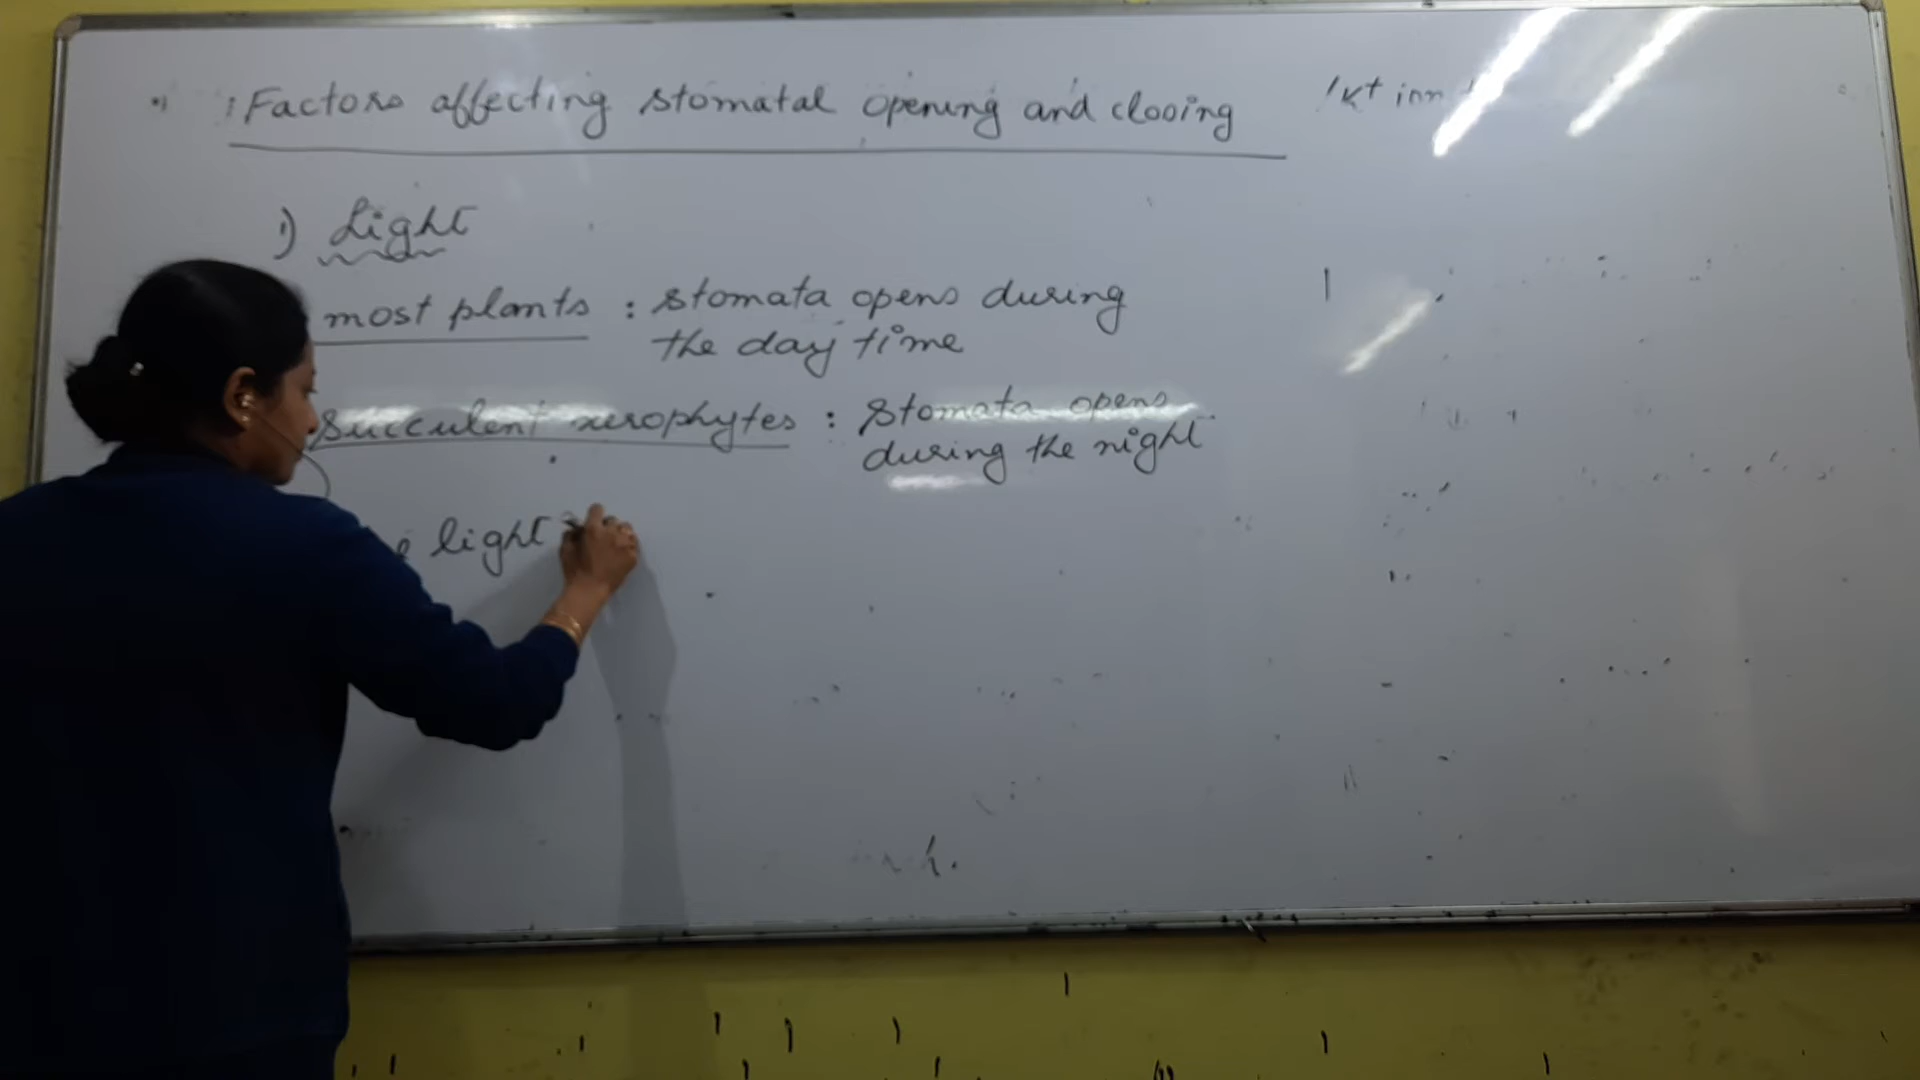 Factors affecting stomatal opening and closing
1) Light
most plants : stomata opens during
the day time
Succulent xerophytes : stomata opens
during the night
light